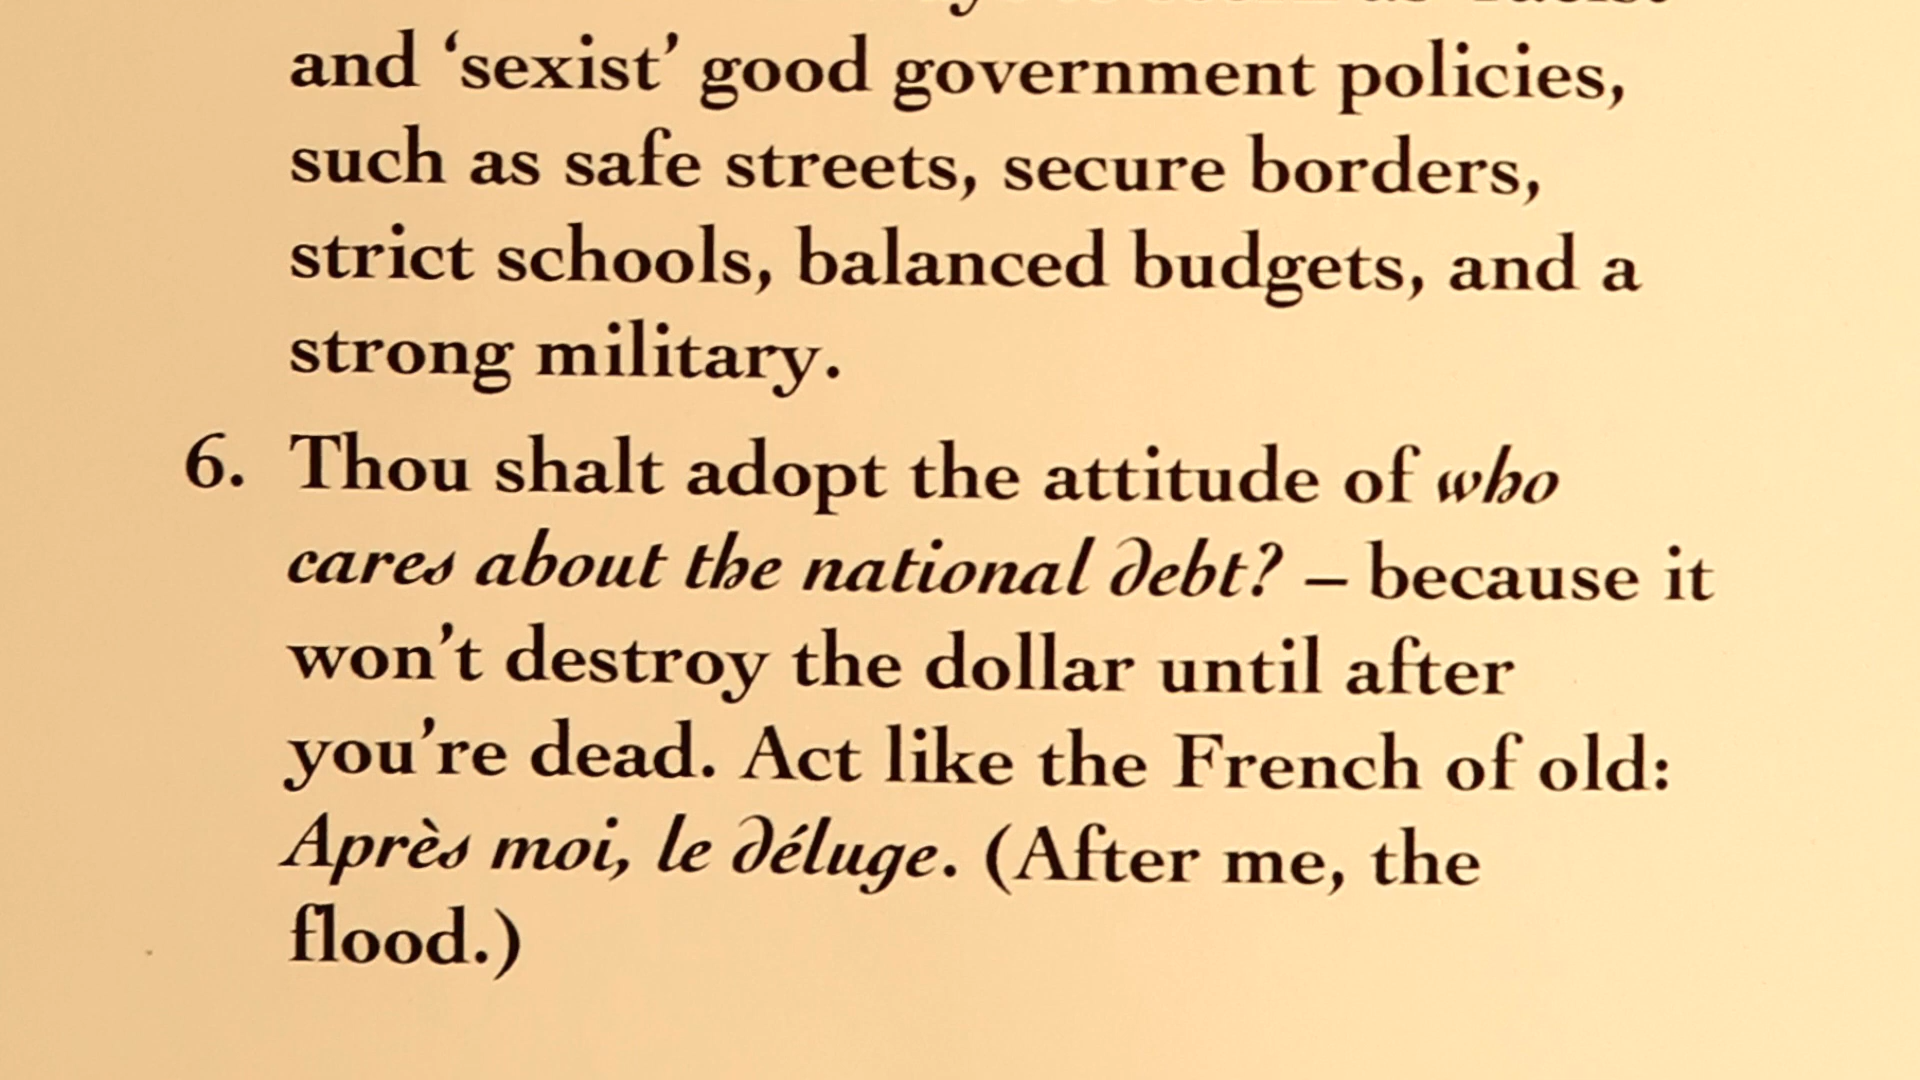 and ‘sexist’ good government policies,
such as safe streets, secure borders,
strict schools, balanced budgets, and a
strong military.
6. Thou shalt adopt the attitude of who
cares about the national debt? – because it
won’t destroy the dollar until after
you’re dead. Act like the French of old:
Après moi, le déluge. (After me, the
flood.)